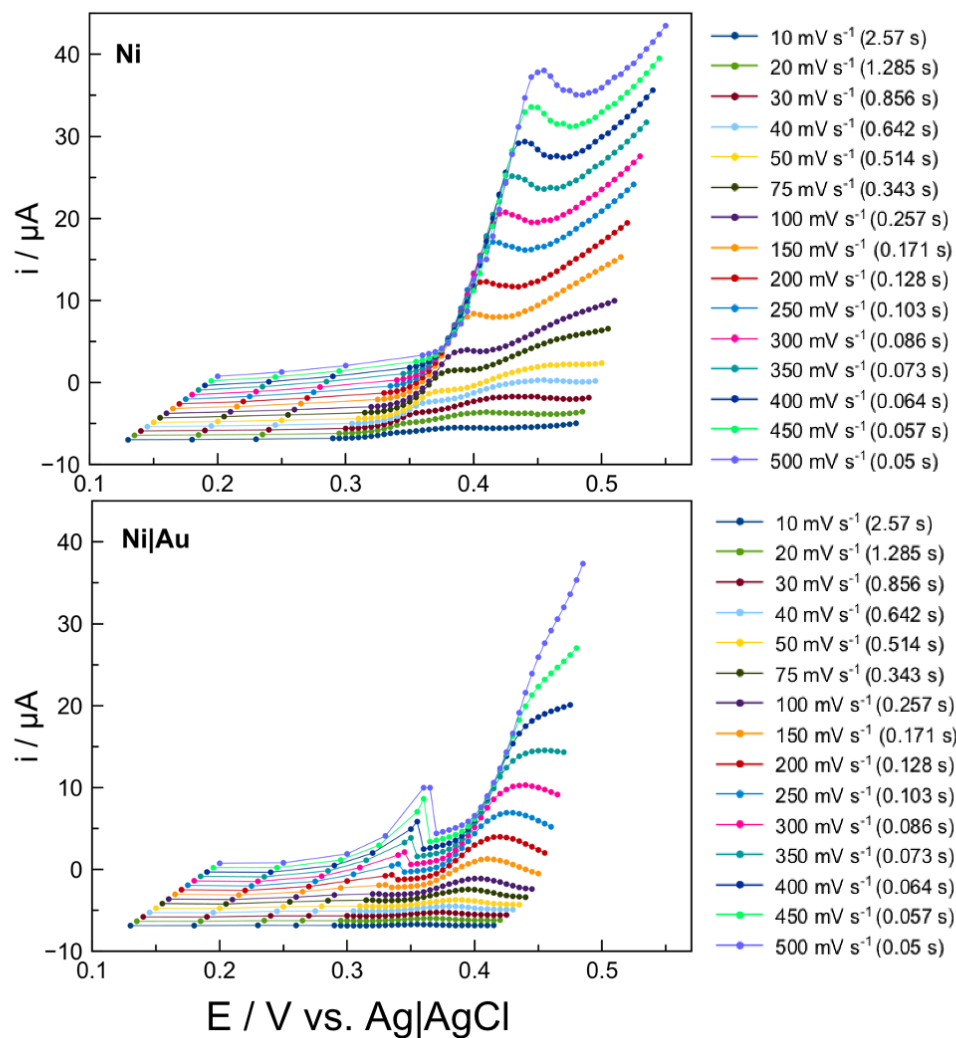 Ni
40
30
20
10
0
−10
i / μA
0.1 0.2 0.3 0.4 0.5
10 mV s⁻¹ (2.57 s)
20 mV s⁻¹ (1.285 s)
30 mV s⁻¹ (0.856 s)
40 mV s⁻¹ (0.642 s)
50 mV s⁻¹ (0.514 s)
75 mV s⁻¹ (0.343 s)
100 mV s⁻¹ (0.257 s)
150 mV s⁻¹ (0.171 s)
200 mV s⁻¹ (0.128 s)
250 mV s⁻¹ (0.103 s)
300 mV s⁻¹ (0.086 s)
350 mV s⁻¹ (0.073 s)
400 mV s⁻¹ (0.064 s)
450 mV s⁻¹ (0.057 s)
500 mV s⁻¹ (0.05 s)
Ni|Au
40
30
20
10
0
−10
i / μA
0.1 0.2 0.3 0.4 0.5
E / V vs. Ag|AgCl
10 mV s⁻¹ (2.57 s)
20 mV s⁻¹ (1.285 s)
30 mV s⁻¹ (0.856 s)
40 mV s⁻¹ (0.642 s)
50 mV s⁻¹ (0.514 s)
75 mV s⁻¹ (0.343 s)
100 mV s⁻¹ (0.257 s)
150 mV s⁻¹ (0.171 s)
200 mV s⁻¹ (0.128 s)
250 mV s⁻¹ (0.103 s)
300 mV s⁻¹ (0.086 s)
350 mV s⁻¹ (0.073 s)
400 mV s⁻¹ (0.064 s)
450 mV s⁻¹ (0.057 s)
500 mV s⁻¹ (0.05 s)